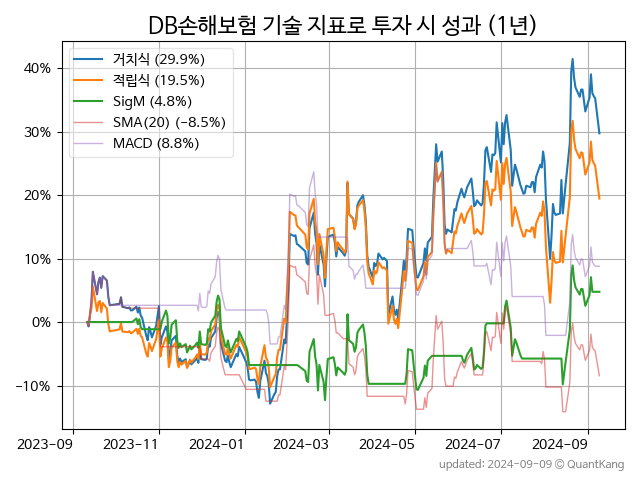 DB손해보험 기술 지표로 투자 시 성과 (1년)
거치식 (29.9%)
적립식 (19.5%)
SigM (4.8%)
SMA(20) (−8.5%)
MACD (8.8%)
40%
30%
20%
10%
0%
−10%
2023-09 2023-11 2024-01 2024-03 2024-05 2024-07 2024-09
updated: 2024-09-09 © QuantKang